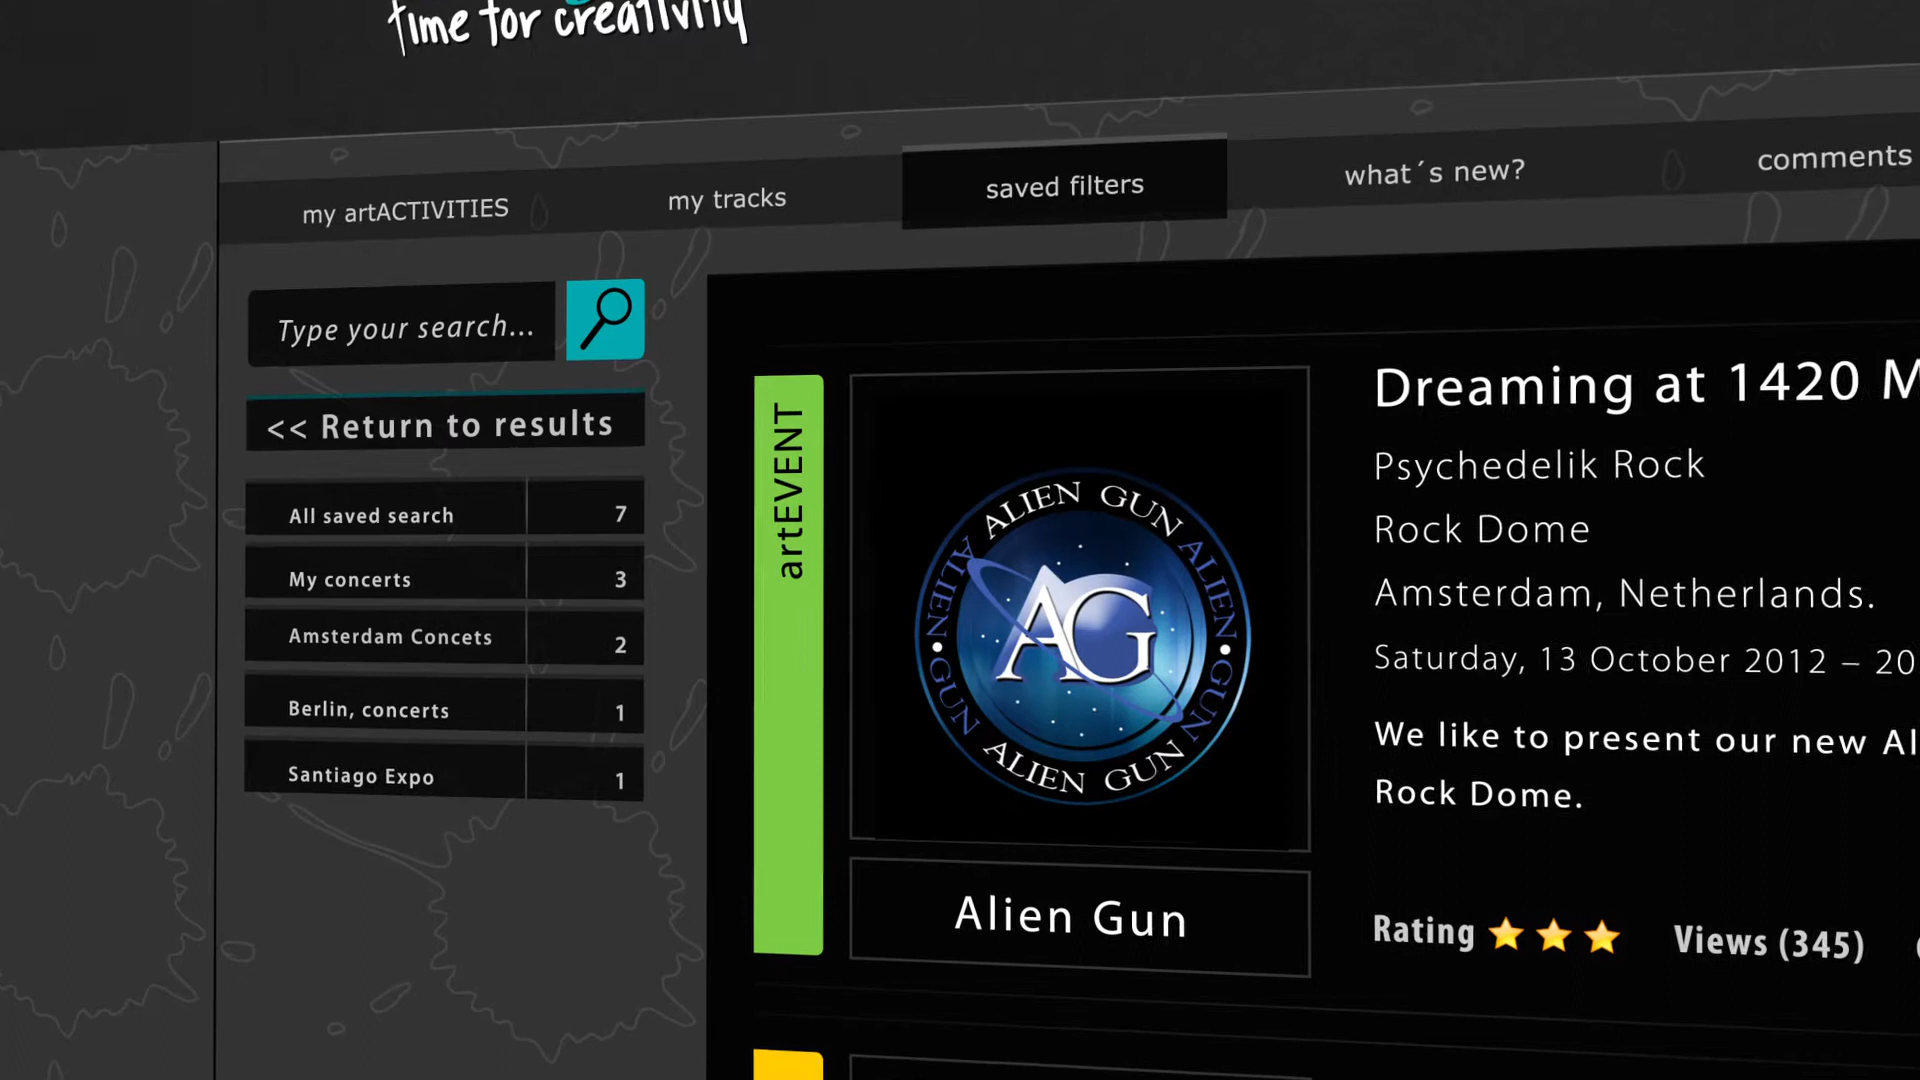 time for creativity
my artACTIVITIES
my tracks
saved filters
what´s new?
comments
Type your search...
<< Return to results
All saved search 7
My concerts 3
Amsterdam Concets 2
Berlin, concerts 1
Santiago Expo 1
artEVENT
ALIEN GUN ALIEN GUN ALIEN GUN ALIEN GUN
AG
Alien Gun
Dreaming at 1420 M
Psychedelik Rock
Rock Dome
Amsterdam, Netherlands.
Saturday, 13 October 2012 – 20
We like to present our new Al
Rock Dome.
Rating
Views (345)